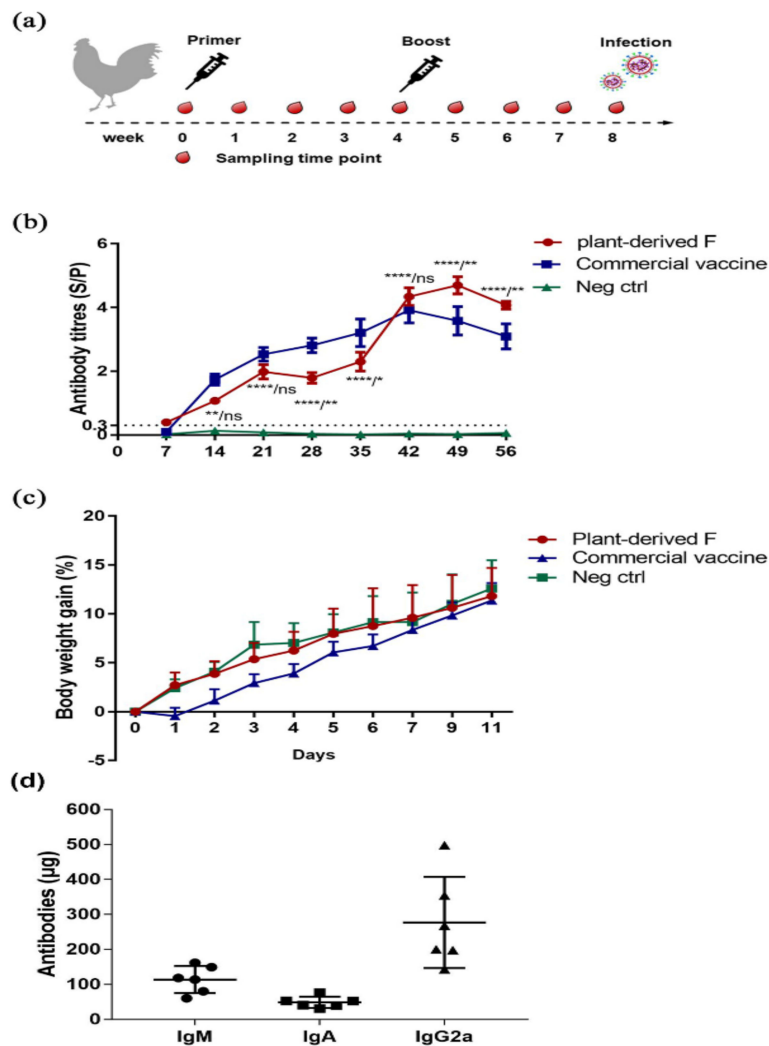 (a)
Primer Boost Infection
week 0 1 2 3 4 5 6 7 8
Sampling time point
(b)
plant-derived F
Commercial vaccine
Neg ctrl
Antibody titres (S/P)
6
4
2
0.3
0
****/ns ****/** ****/**
**/ns ****/ns ****/** ****/*
0 7 14 21 28 35 42 49 56
(c)
Plant-derived F
Commercial vaccine
Neg ctrl
Body weight gain (%)
20
15
10
5
0
-5
0 1 2 3 4 5 6 7 9 11
Days
(d)
Antibodies (µg)
600
500
400
300
200
100
0
IgM IgA IgG2a